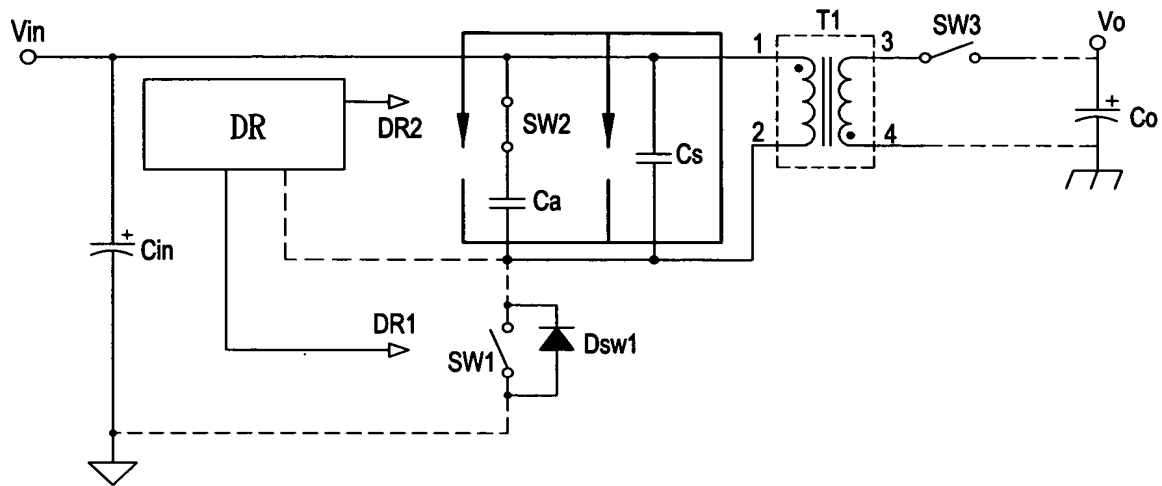 T1
Vin
SW3
Vo
1
3
DR
DR2
SW2
+
Co
2
4
Cs
Ca
+
Cin
DR1
SW1
Dsw1